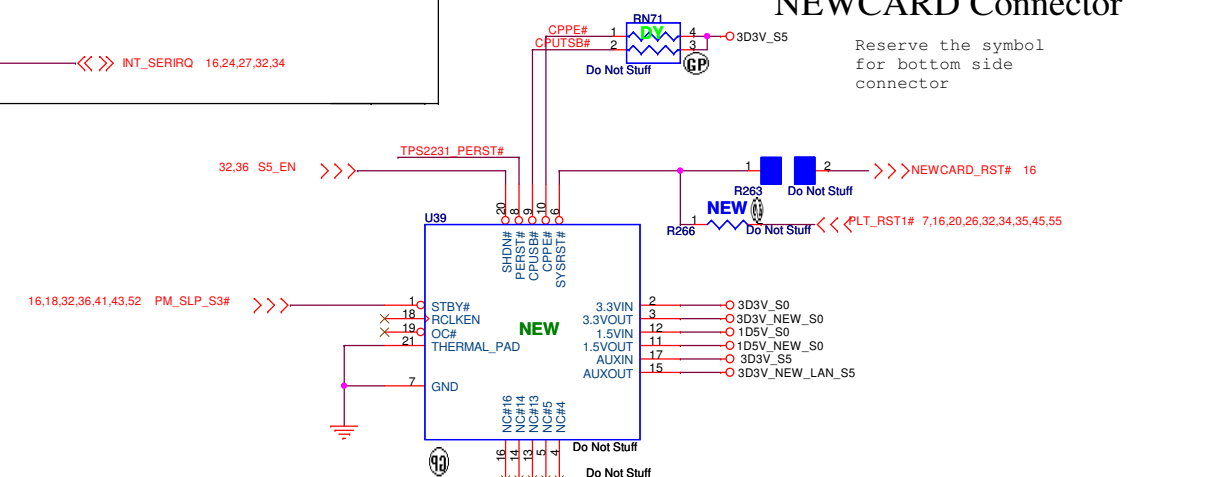 NEWCARD Connector
RN71
CPPE# 1 DY 4 3D3V_S5
CPUTSB# 2 3
Do Not Stuff GP
Reserve the symbol
for bottom side
connector
INT_SERIRQ 16,24,27,32,34
TPS2231_PERST#
32,36 S5_EN
1 2 NEWCARD_RST# 16
R263 Do Not Stuff
NEW
1 PLT_RST1# 7,16,20,26,32,34,35,45,55
R266 Do Not Stuff
U39
20 8 9 10 6
SHDN# PERST# CPUSB# CPPE# SYSRST#
16,18,32,36,41,43,52 PM_SLP_S3# 1 STBY#
18 RCLKEN
19 OC#
21 THERMAL_PAD
7 GND
NEW
3.3VIN 2 3D3V_S0
3.3VOUT 3 3D3V_NEW_S0
1.5VIN 12 1D5V_S0
1.5VOUT 11 1D5V_NEW_S0
AUXIN 17 3D3V_S5
AUXOUT 15 3D3V_NEW_LAN_S5
NC#16 NC#14 NC#13 NC#5 NC#4
16 14 13 5 4
Do Not Stuff
GP
Do Not Stuff